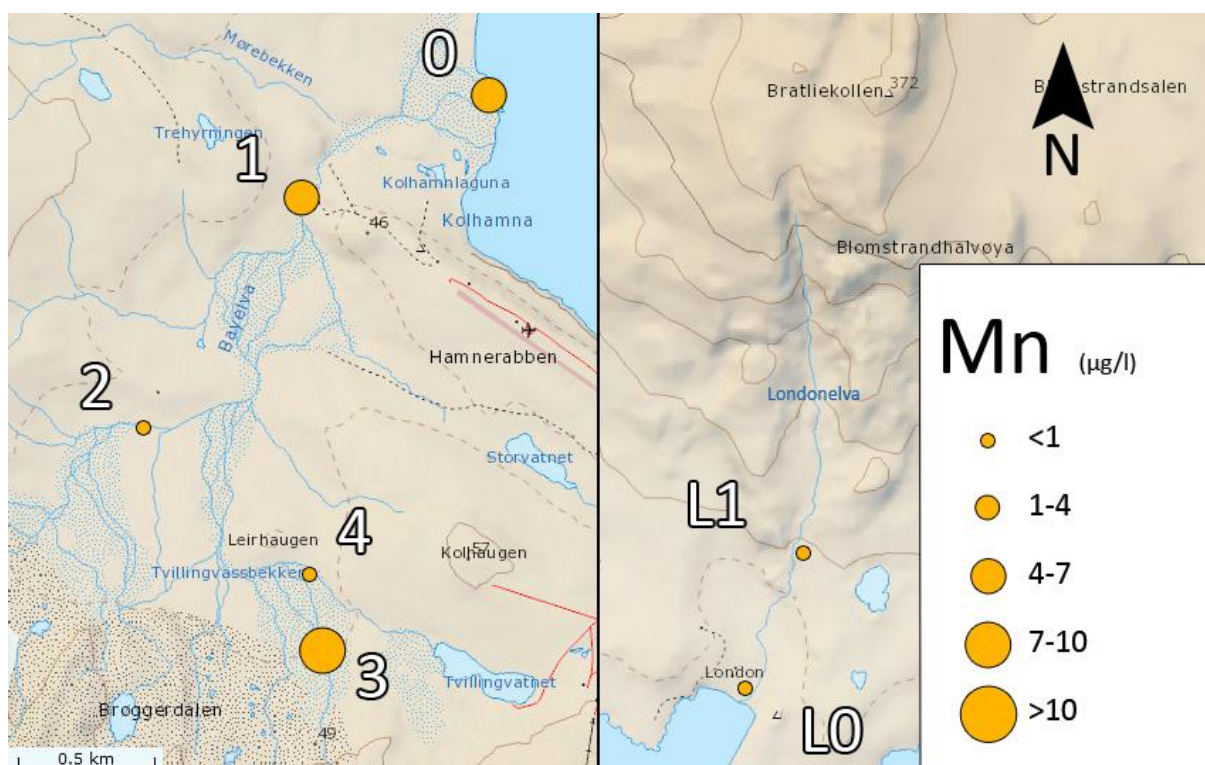 0
Mørebekken
Trehyrningen
1
Kolhamnlaguna
Kolhamna
46
Bayelva
Hamnerabben
2
Storvatnet
4
Leirhaugen
Kolhaugen
57
Tvillingvassbekken
3
Tvillingvatnet
Brøggerdalen
49
0.5 km
Bratliekollen
372
N
Blomstrandhalvøya
Londonelva
L1
London
L0
Mn (µg/l)
<1
1-4
4-7
7-10
>10